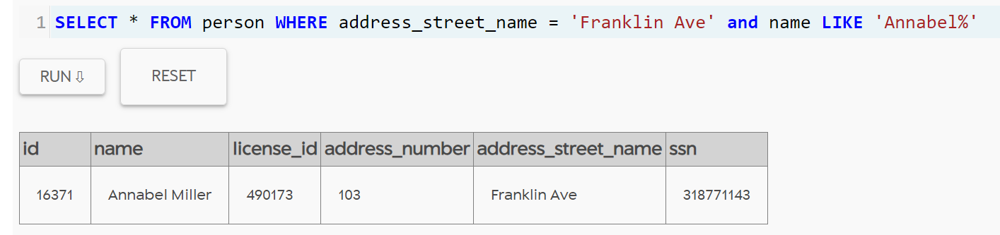 1 SELECT * FROM person WHERE address_street_name = 'Franklin Ave' and name LIKE 'Annabel%'
RUN ⇩ RESET
id name license_id address_number address_street_name ssn
16371 Annabel Miller 490173 103 Franklin Ave 318771143